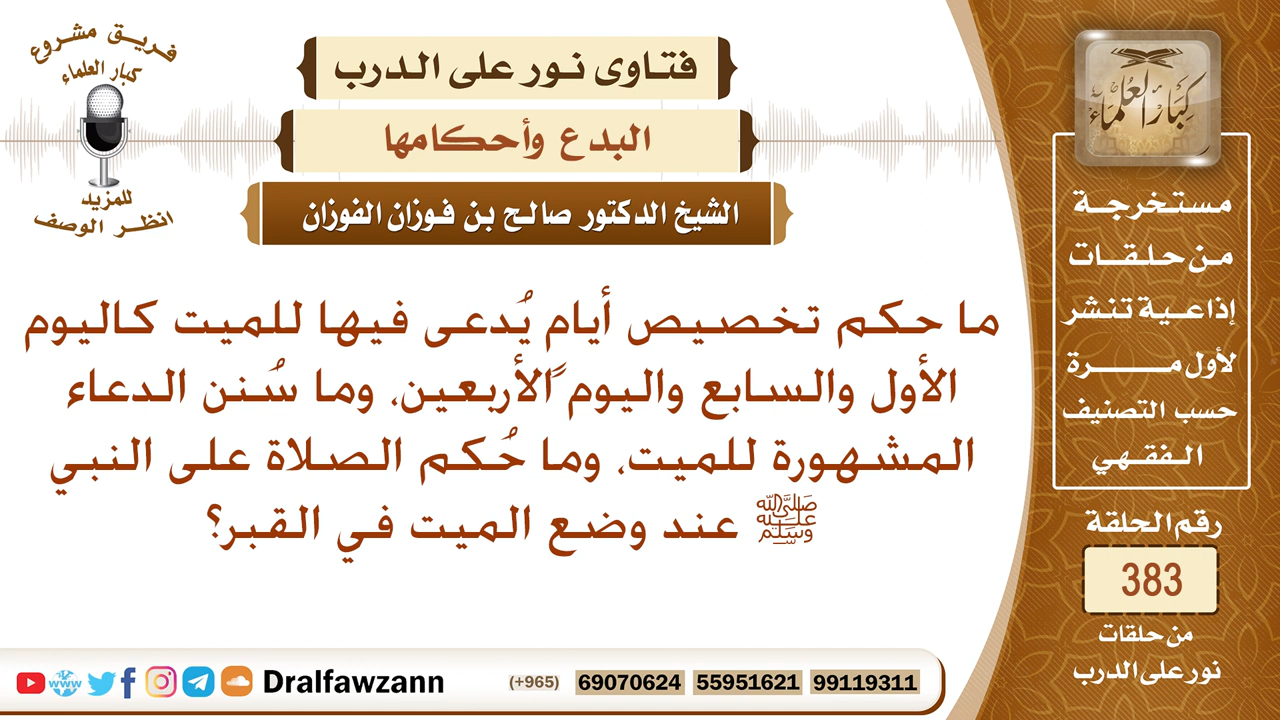 فريق مشروع
كبار العلماء
للمزيد
انظر الوصف
فتاوى نور على الدرب
البدع وأحكامها
الشيخ الدكتور صالح بن فوزان الفوزان
ما حكم تخصيص أيام يُدعى فيها للميت كاليوم
الأول والسابع واليوم ًالأربعين، وما سُنن الدعاء
المشهورة للميت، وما حُكم الصلاة على النبي
ﷺ عند وضع الميت في القبر؟
كبار العلماء
مستخرجة
من حلقات
إذاعية تنشر
لأول مرة
حسب التصنيف
الفقهي
رقم الحلقة
383
من حلقات
نور على الدرب
www Dralfawzann (+965) 69070624 55951621 99119311